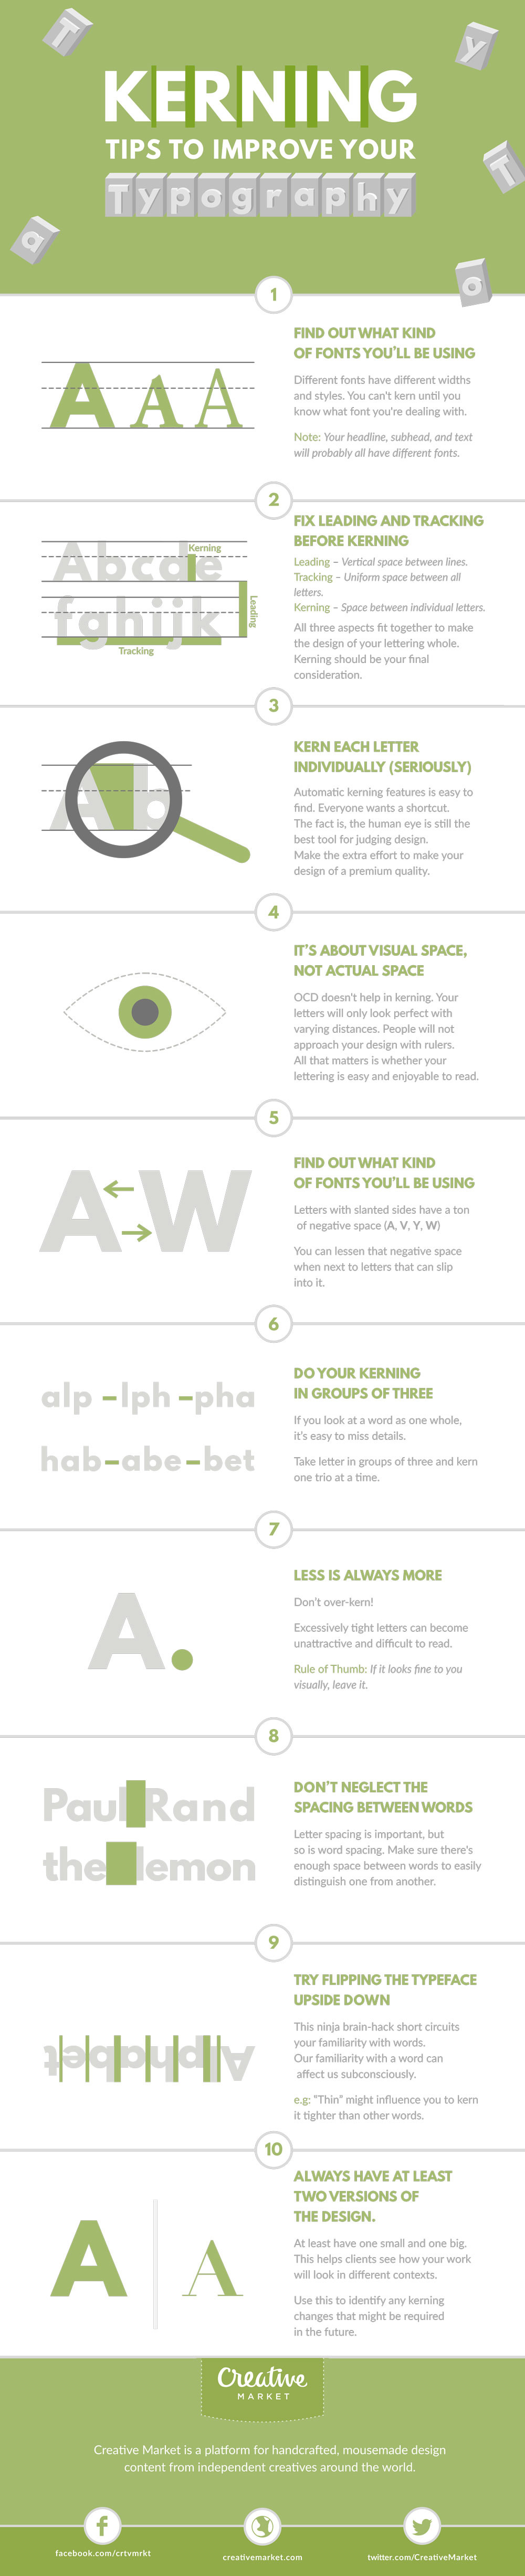 T
y
KERNING
TIPS TO IMPROVE YOUR
Typography
T
a
o
1
FIND OUT WHAT KIND
OF FONTS YOU'LL BE USING
Different fonts have different widths
and styles. You can't kern until you
know what font you're dealing with.
Note: Your headline, subhead, and text
will probably all have different fonts.
A A A
2
FIX LEADING AND TRACKING
BEFORE KERNING
Leading – Vertical space between lines.
Tracking – Uniform space between all
letters.
Kerning – Space between individual letters.
All three aspects fit together to make
the design of your lettering whole.
Kerning should be your final
consideration.
Kerning
Abcde
fghijk
Leading
Tracking
3
KERN EACH LETTER
INDIVIDUALLY (SERIOUSLY)
Automatic kerning features is easy to
find. Everyone wants a shortcut.
The fact is, the human eye is still the
best tool for judging design.
Make the extra effort to make your
design of a premium quality.
Ab
4
IT'S ABOUT VISUAL SPACE,
NOT ACTUAL SPACE
OCD doesn't help in kerning. Your
letters will only look perfect with
varying distances. People will not
approach your design with rulers.
All that matters is whether your
lettering is easy and enjoyable to read.
5
FIND OUT WHAT KIND
OF FONTS YOU'LL BE USING
Letters with slanted sides have a ton
of negative space (A, V, Y, W)
You can lessen that negative space
when next to letters that can slip
into it.
AW
6
DO YOUR KERNING
IN GROUPS OF THREE
If you look at a word as one whole,
it's easy to miss details.
Take letter in groups of three and kern
one trio at a time.
alp – lph – pha
hab – abe – bet
7
LESS IS ALWAYS MORE
Don't over-kern!
Excessively tight letters can become
unattractive and difficult to read.
Rule of Thumb: If it looks fine to you
visually, leave it.
A.
8
DON'T NEGLECT THE
SPACING BETWEEN WORDS
Letter spacing is important, but
so is word spacing. Make sure there's
enough space between words to easily
distinguish one from another.
Paul Rand
the lemon
9
TRY FLIPPING THE TYPEFACE
UPSIDE DOWN
This ninja brain-hack short circuits
your familiarity with words.
Our familiarity with a word can
affect us subconsciously.
e.g: "Thin" might influence you to kern
it tighter than other words.
Alphabet
10
ALWAYS HAVE AT LEAST
TWO VERSIONS OF
THE DESIGN.
At least have one small and one big.
This helps clients see how your work
will look in different contexts.
Use this to identify any kerning
changes that might be required
in the future.
A A
Creative
MARKET
Creative Market is a platform for handcrafted, mousemade design
content from independent creatives around the world.
facebook.com/crtvmrkt
creativemarket.com
twitter.com/CreativeMarket